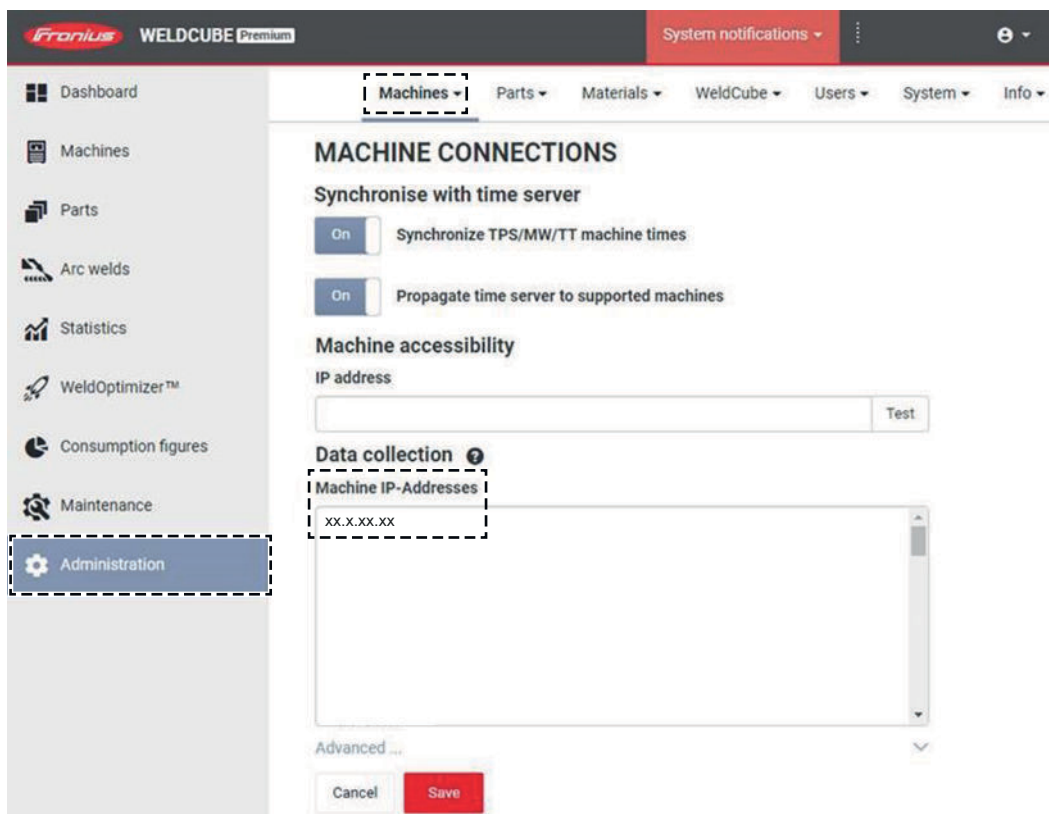 Fronius WELDCUBE Premium System notifications
Dashboard
Machines
Parts
Arc welds
Statistics
WeldOptimizer™
Consumption figures
Maintenance
Administration
Machines Parts Materials WeldCube Users System Info
MACHINE CONNECTIONS
Synchronise with time server
On Synchronize TPS/MW/TT machine times
On Propagate time server to supported machines
Machine accessibility
IP address
Test
Data collection ?
Machine IP-Addresses
xx.x.xx.xx
Advanced ...
Cancel Save